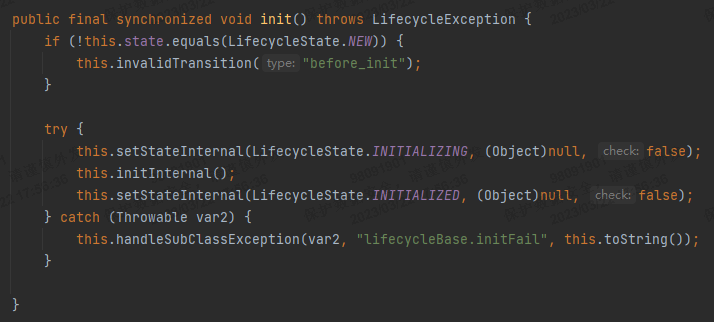 public final synchronized void init() throws LifecycleException {
    if (!this.state.equals(LifecycleState.NEW)) {
        this.invalidTransition( type: "before_init");
    }

    try {
        this.setStateInternal(LifecycleState.INITIALIZING, (Object)null, check: false);
        this.initInternal();
        this.setStateInternal(LifecycleState.INITIALIZED, (Object)null, check: false);
    } catch (Throwable var2) {
        this.handleSubClassException(var2, "lifecycleBase.initFail", this.toString());
    }

}